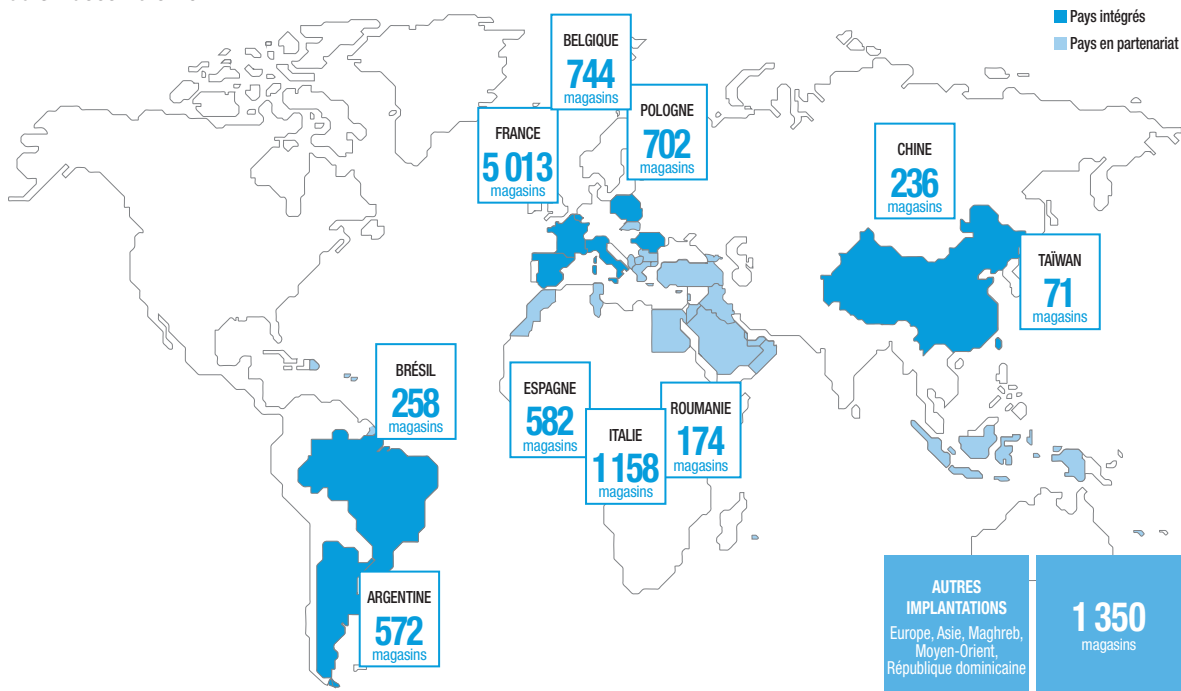 Pays intégrés
Pays en partenariat
BELGIQUE
744
magasins
POLOGNE
702
magasins
FRANCE
5 013
magasins
CHINE
236
magasins
TAÏWAN
71
magasins
BRÉSIL
258
magasins
ESPAGNE
582
magasins
ITALIE
1 158
magasins
ROUMANIE
174
magasins
ARGENTINE
572
magasins
AUTRES
IMPLANTATIONS
Europe, Asie, Maghreb,
Moyen-Orient,
République dominicaine
1 350
magasins